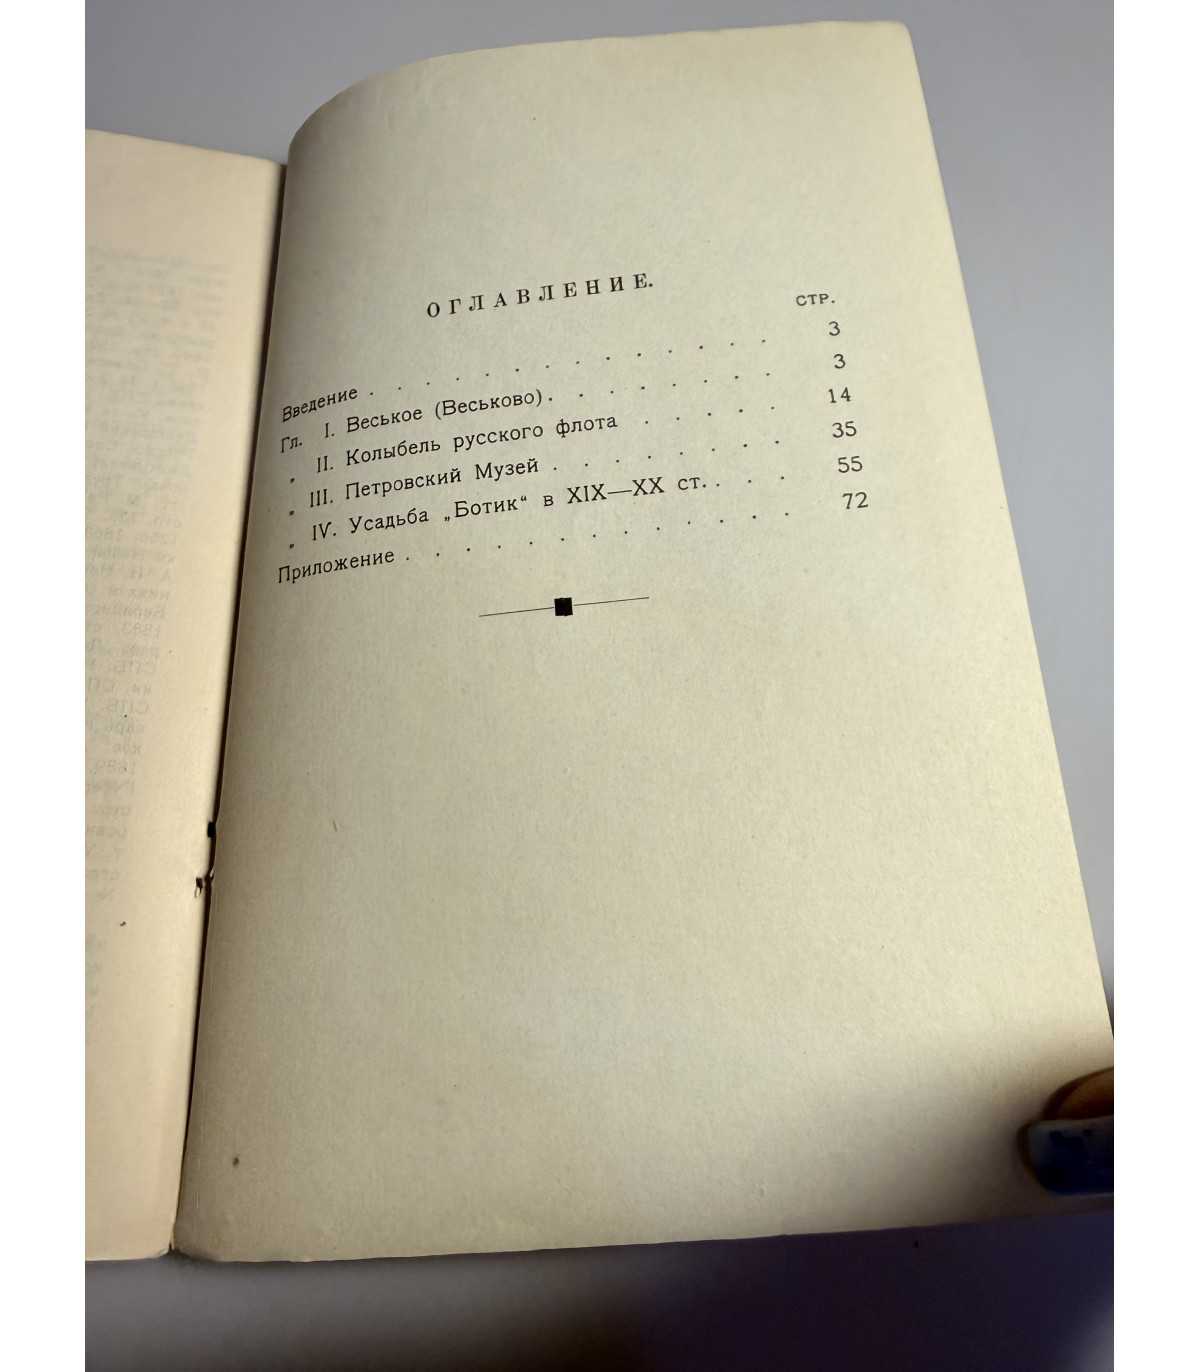 ОГЛАВЛЕНИЕ.
СТР.
Введение . . . . . . . . . . . . . . 3
Гл. I. Веськое (Веськово) . . . . . . . . 3
„ II. Колыбель русского флота . . . . . 14
„ III. Петровский Музей . . . . . . . . 35
„ IV. Усадьба „Ботик“ в XIX—XX ст. . . . 55
Приложение . . . . . . . . . . . . . 72